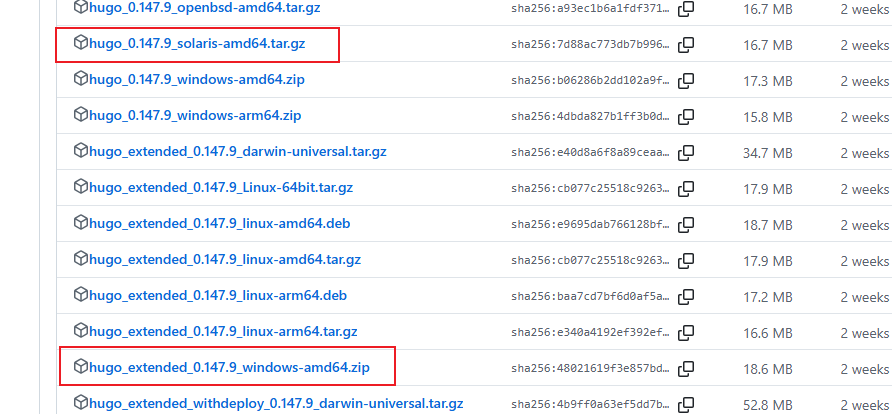 hugo_0.147.9_openbsd-amd64.tar.gz sha256:a93ec1b6a1fdf371… 16.7 MB 2 weeks
hugo_0.147.9_solaris-amd64.tar.gz sha256:7d88ac773db7b996… 16.7 MB 2 weeks
hugo_0.147.9_windows-amd64.zip sha256:b06286b2dd102a9f… 17.3 MB 2 weeks
hugo_0.147.9_windows-arm64.zip sha256:4dbda827b1ff3b0d… 15.8 MB 2 weeks
hugo_extended_0.147.9_darwin-universal.tar.gz sha256:e40d8a6f8a89ceaa… 34.7 MB 2 weeks
hugo_extended_0.147.9_Linux-64bit.tar.gz sha256:cb077c25518c9263… 17.9 MB 2 weeks
hugo_extended_0.147.9_linux-amd64.deb sha256:e9695dab766128bf… 18.7 MB 2 weeks
hugo_extended_0.147.9_linux-amd64.tar.gz sha256:cb077c25518c9263… 17.9 MB 2 weeks
hugo_extended_0.147.9_linux-arm64.deb sha256:baa7cd7bf6d0af5a… 17.2 MB 2 weeks
hugo_extended_0.147.9_linux-arm64.tar.gz sha256:e340a4192ef392ef… 16.6 MB 2 weeks
hugo_extended_0.147.9_windows-amd64.zip sha256:48021619f3e857bd… 18.6 MB 2 weeks
hugo_extended_withdeploy_0.147.9_darwin-universal.tar.gz sha256:4b9ff0a63ef5dd7b… 52.8 MB 2 weeks